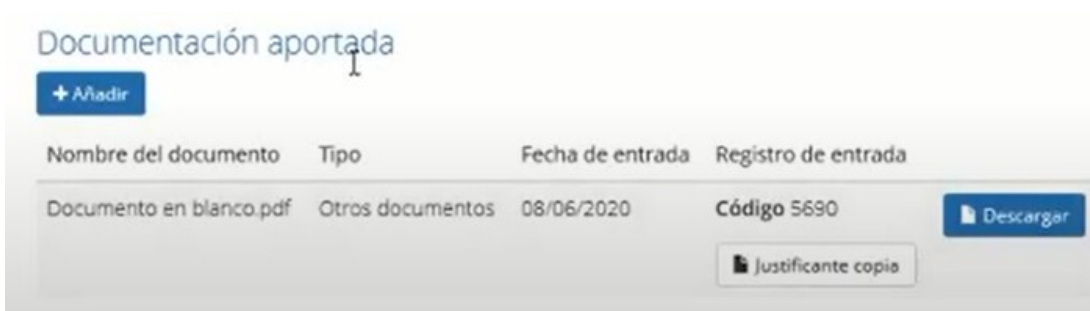 Documentación aportada
+ Añadir
Nombre del documento Tipo Fecha de entrada Registro de entrada
Documento en blanco.pdf Otros documentos 08/06/2020 Código 5690 Descargar
Justificante copia